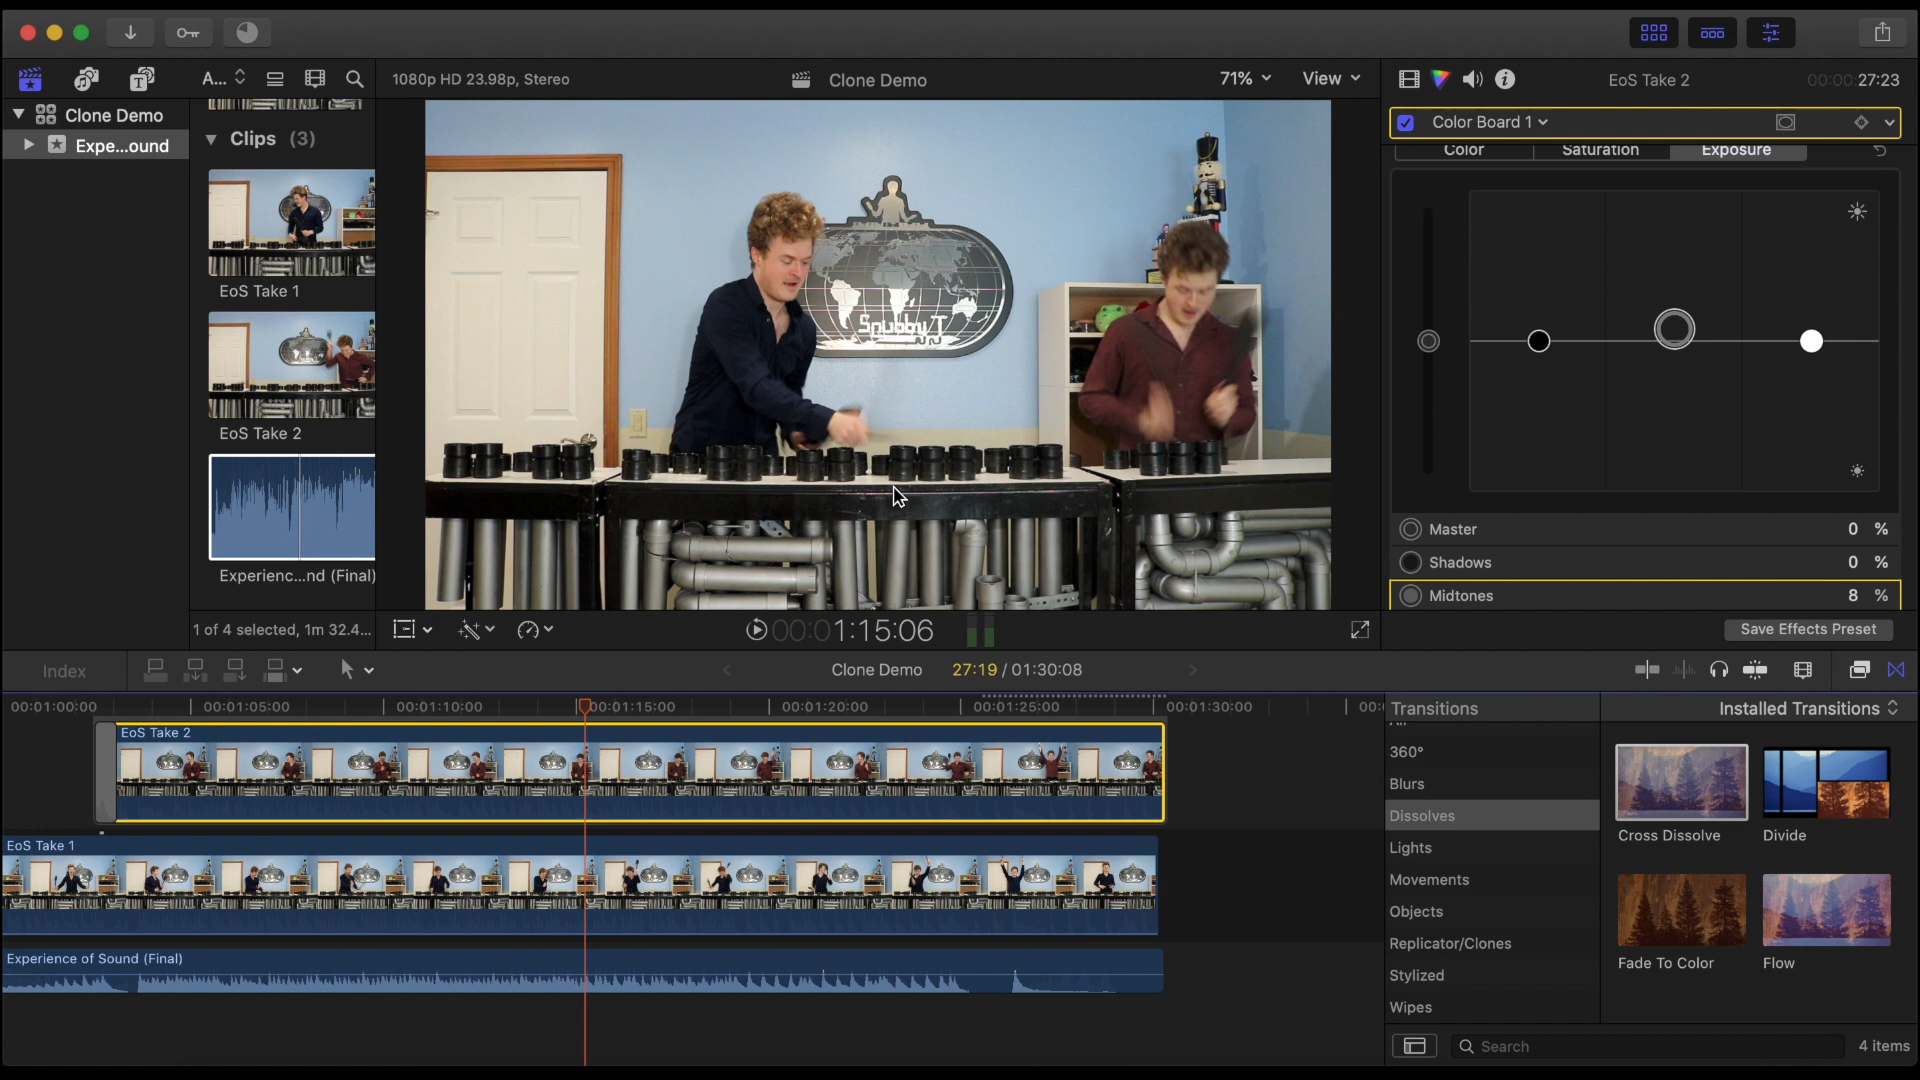 A...
1080p HD 23.98p, Stereo
Clone Demo
71%
View
EoS Take 2
00:00:27:23
Clone Demo
Expe...ound
Clips (3)
EoS Take 1
EoS Take 2
Experienc...nd (Final)
1 of 4 selected, 1m 32.4...
Snubby T
Color Board 1
Color
Saturation
Exposure
Master
0 %
Shadows
0 %
Midtones
8 %
Save Effects Preset
00:01:15:06
Index
Clone Demo
27:19 / 01:30:08
00:01:00:00
00:01:05:00
00:01:10:00
00:01:15:00
00:01:20:00
00:01:25:00
00:01:30:00
EoS Take 2
EoS Take 1
Experience of Sound (Final)
Transitions
Installed Transitions
360°
Blurs
Dissolves
Lights
Movements
Objects
Replicator/Clones
Stylized
Wipes
Cross Dissolve
Divide
Fade To Color
Flow
Search
4 items